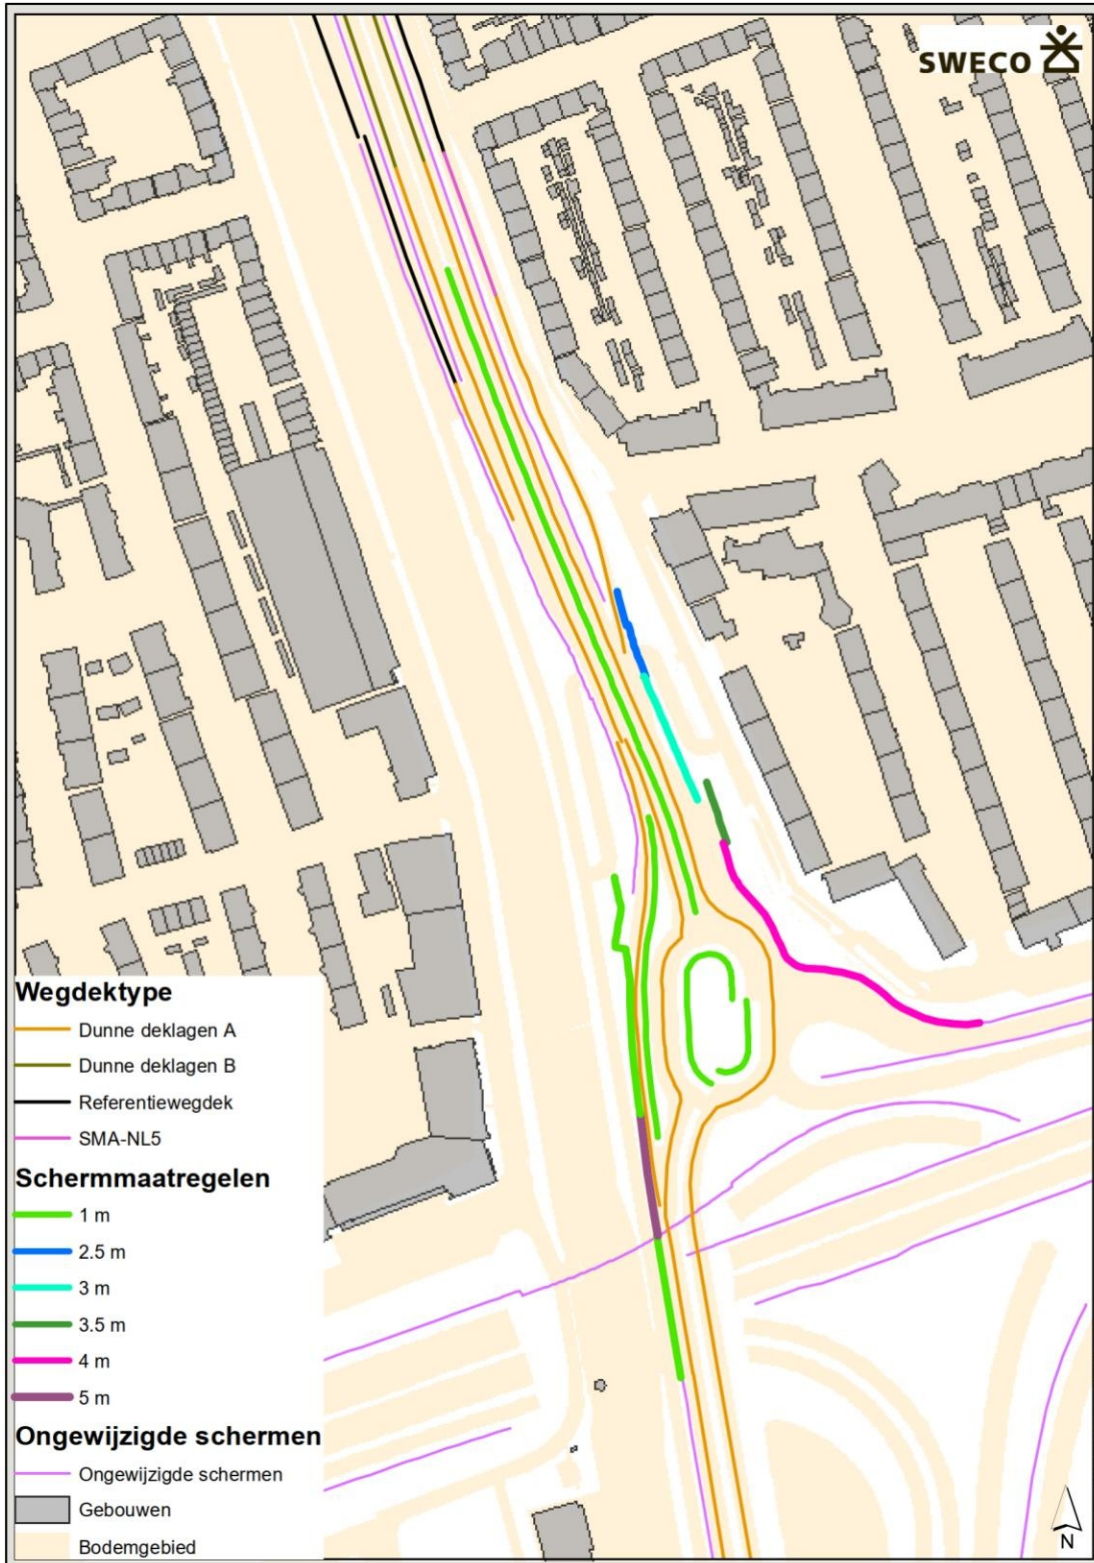 SWECO
Wegdektype
Dunne deklagen A
Dunne deklagen B
Referentiewegdek
SMA-NL5
Schermmaatregelen
1 m
2.5 m
3 m
3.5 m
4 m
5 m
Ongewijzigde schermen
Ongewijzigde schermen
Gebouwen
Bodemgebied
N